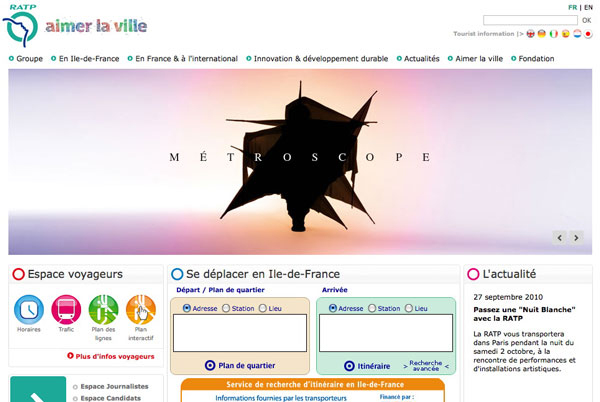 RATP
aimer la ville
FR | EN
OK
Tourist information |>
Groupe En Ile-de-France En France & à l'international Innovation & développement durable Actualités Aimer la ville Fondation
MÉTROSCOPE
Espace voyageurs
Horaires
Trafic
Plan des lignes
Plan interactif
Plus d'infos voyageurs
Espace Journalistes
Espace Candidats
Se déplacer en Ile-de-France
Départ / Plan de quartier
Adresse Station Lieu
Plan de quartier
Arrivée
Adresse Station Lieu
Itinéraire
> Recherche avancée <
Service de recherche d'itinéraire en Ile-de-France
Informations fournies par les transporteurs
Financé par :
L'actualité
27 septembre 2010
Passez une "Nuit Blanche"
avec la RATP
La RATP vous transportera
dans Paris pendant la nuit du
samedi 2 octobre, à la
rencontre de performances et
d'installations artistiques.